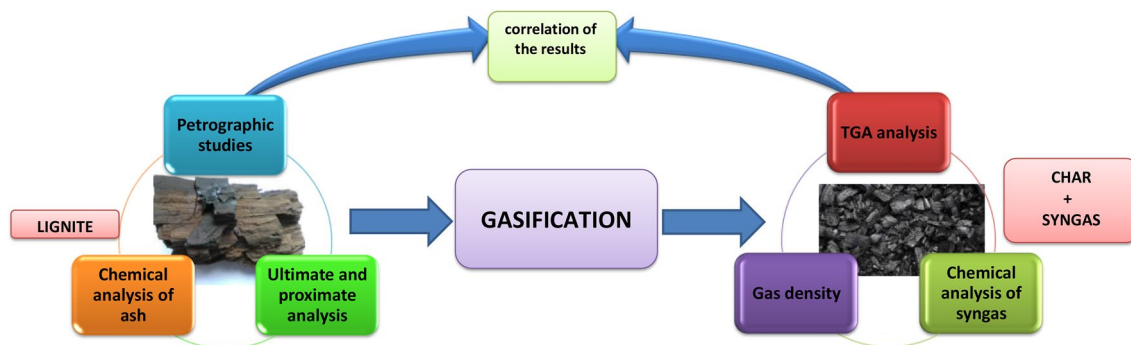 correlation of
the results
Petrographic
studies
LIGNITE
Chemical
analysis of
ash
Ultimate and
proximate
analysis
GASIFICATION
TGA analysis
CHAR
+
SYNGAS
Gas density
Chemical
analysis of
syngas